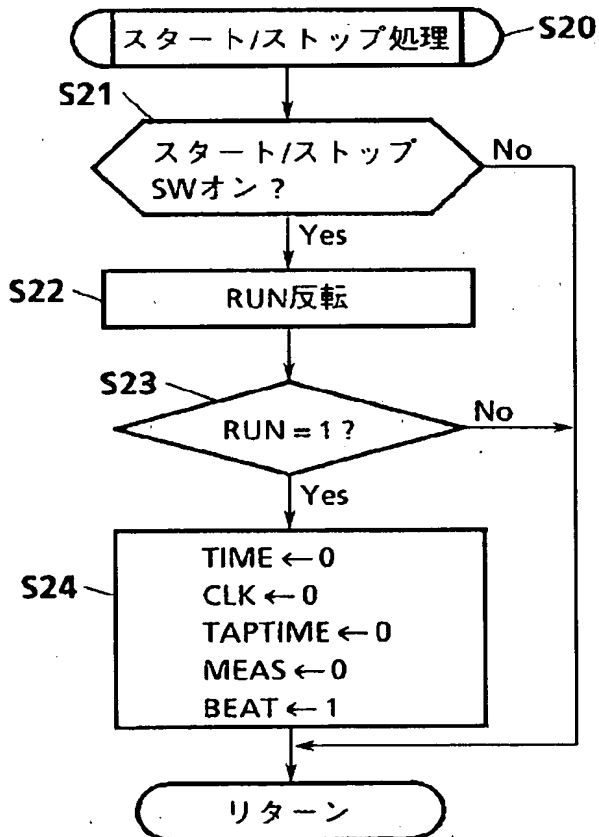 スタート/ストップ処理
S20
S21
スタート/ストップ
SWオン?
No
Yes
S22
RUN反転
S23
RUN = 1 ?
No
Yes
S24
TIME ← 0
CLK ← 0
TAPTIME ← 0
MEAS ← 0
BEAT ← 1
リターン